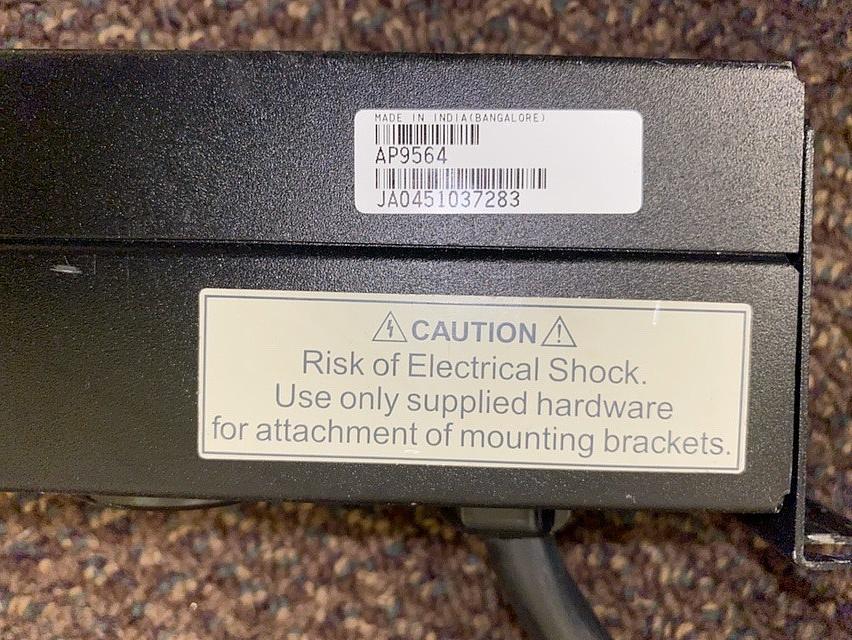 MADE IN INDIA(BANGALORE)
AP9564
JA0451037283
CAUTION
Risk of Electrical Shock.
Use only supplied hardware
for attachment of mounting brackets.